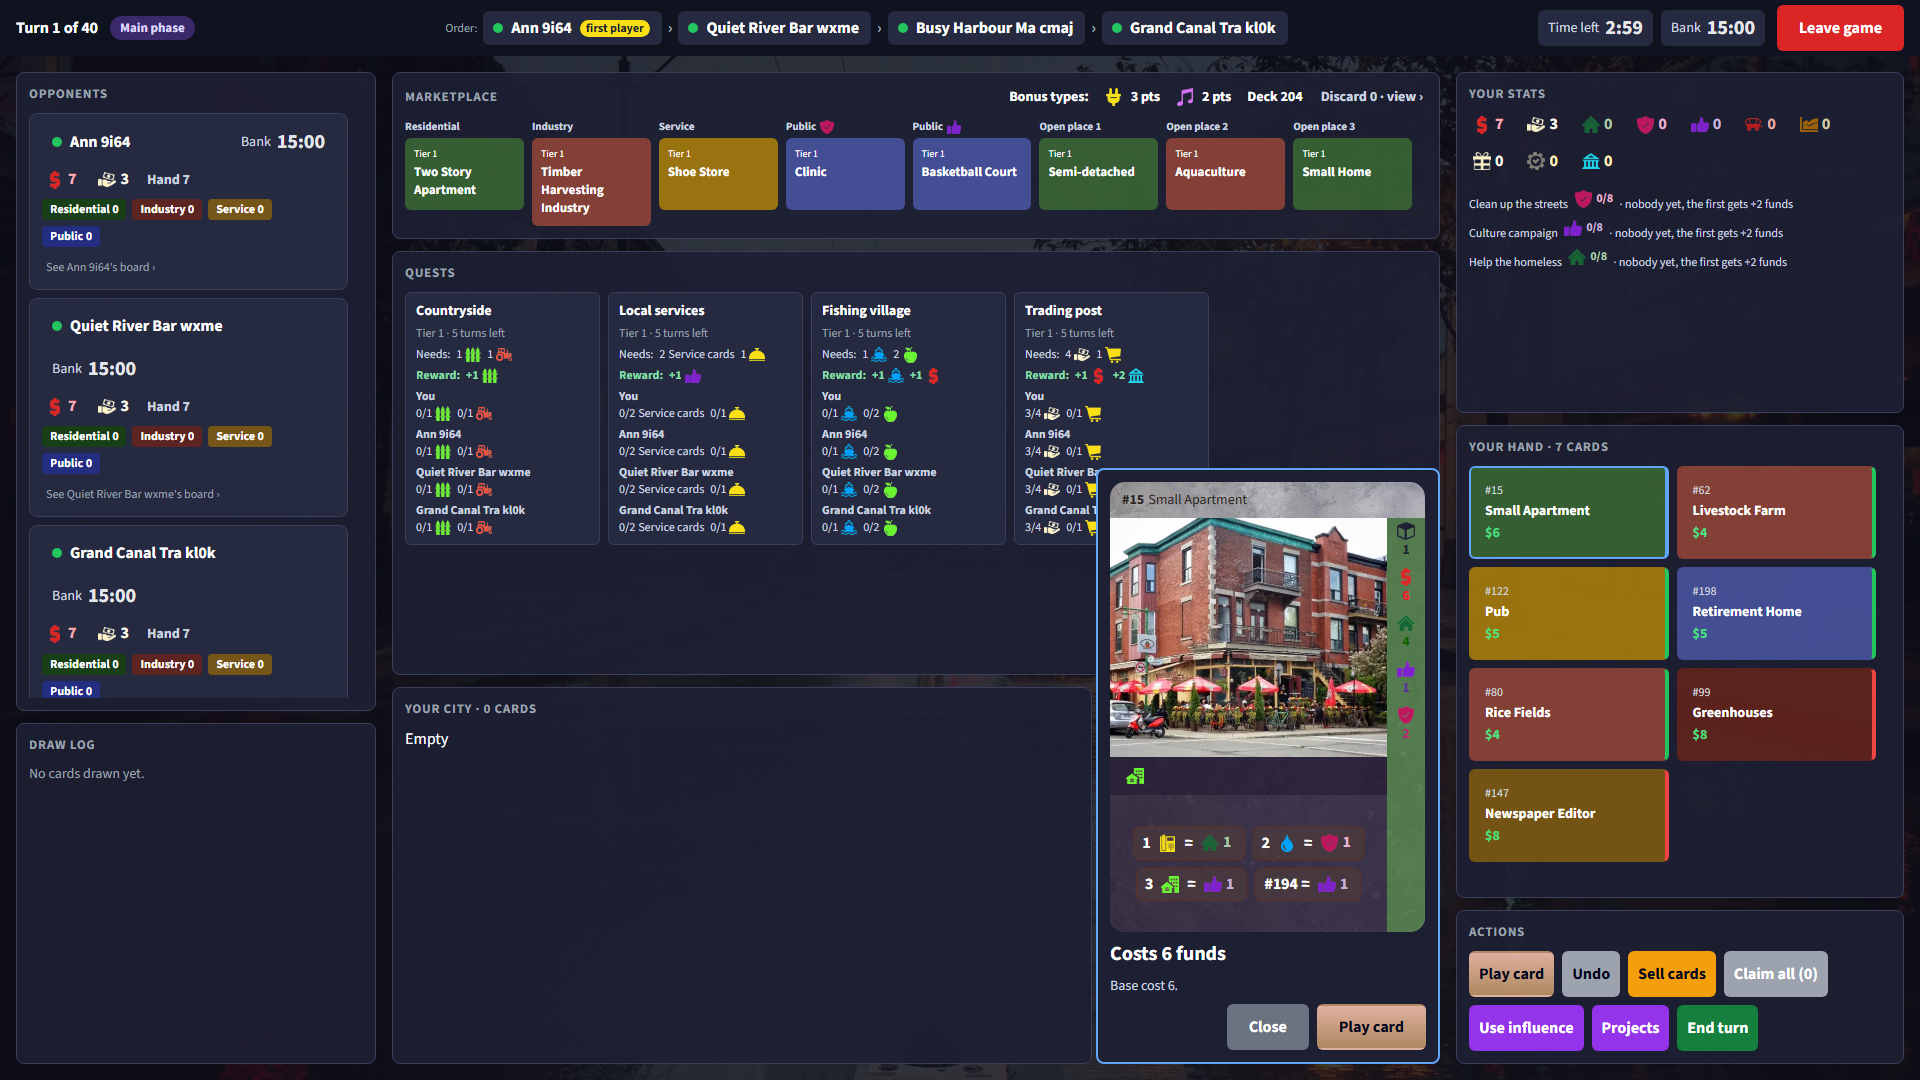 Turn 1 of 40 Main phase
Order: Ann 9i64 first player › Quiet River Bar wxme › Busy Harbour Ma cmaj › Grand Canal Tra kl0k
Time left 2:59 Bank 15:00 Leave game
OPPONENTS
Ann 9i64 Bank 15:00
7 3 Hand 7
Residential 0 Industry 0 Service 0
Public 0
See Ann 9i64's board ›
Quiet River Bar wxme
Bank 15:00
7 3 Hand 7
Residential 0 Industry 0 Service 0
Public 0
See Quiet River Bar wxme's board ›
Grand Canal Tra kl0k
Bank 15:00
7 3 Hand 7
Residential 0 Industry 0 Service 0
Public 0
DRAW LOG
No cards drawn yet.
MARKETPLACE
Bonus types: 3 pts 2 pts Deck 204 Discard 0 · view ›
Residential Industry Service Public Public Open place 1 Open place 2 Open place 3
Tier 1 Two Story Apartment
Tier 1 Timber Harvesting Industry
Tier 1 Shoe Store
Tier 1 Clinic
Tier 1 Basketball Court
Tier 1 Semi-detached
Tier 1 Aquaculture
Tier 1 Small Home
QUESTS
Countryside
Tier 1 · 5 turns left
Needs: 1 1
Reward: +1
You
0/1 0/1
Ann 9i64
0/1 0/1
Quiet River Bar wxme
0/1 0/1
Grand Canal Tra kl0k
0/1 0/1
Local services
Tier 1 · 5 turns left
Needs: 2 Service cards 1
Reward: +1
You
0/2 Service cards 0/1
Ann 9i64
0/2 Service cards 0/1
Quiet River Bar wxme
0/2 Service cards 0/1
Grand Canal Tra kl0k
0/2 Service cards 0/1
Fishing village
Tier 1 · 5 turns left
Needs: 1 2
Reward: +1 +1
You
0/1 0/2
Ann 9i64
0/1 0/2
Quiet River Bar wxme
0/1 0/2
Grand Canal Tra kl0k
0/1 0/2
Trading post
Tier 1 · 5 turns left
Needs: 4 1
Reward: +1 +2
You
3/4 0/1
Ann 9i64
3/4 0/1
Quiet River Ba
3/4 0/1
Grand Canal T
3/4 0/1
YOUR CITY · 0 CARDS
Empty
#15 Small Apartment
1
6
4
1
2
1 = 1 2 = 1
3 = 1 #194 = 1
Costs 6 funds
Base cost 6.
Close Play card
YOUR STATS
7 3 0 0 0 0 0
0 0 0
Clean up the streets 0/8 · nobody yet, the first gets +2 funds
Culture campaign 0/8 · nobody yet, the first gets +2 funds
Help the homeless 0/8 · nobody yet, the first gets +2 funds
YOUR HAND · 7 CARDS
#15 Small Apartment $6
#62 Livestock Farm $4
#122 Pub $5
#198 Retirement Home $5
#80 Rice Fields $4
#99 Greenhouses $8
#147 Newspaper Editor $8
ACTIONS
Play card Undo Sell cards Claim all (0)
Use influence Projects End turn